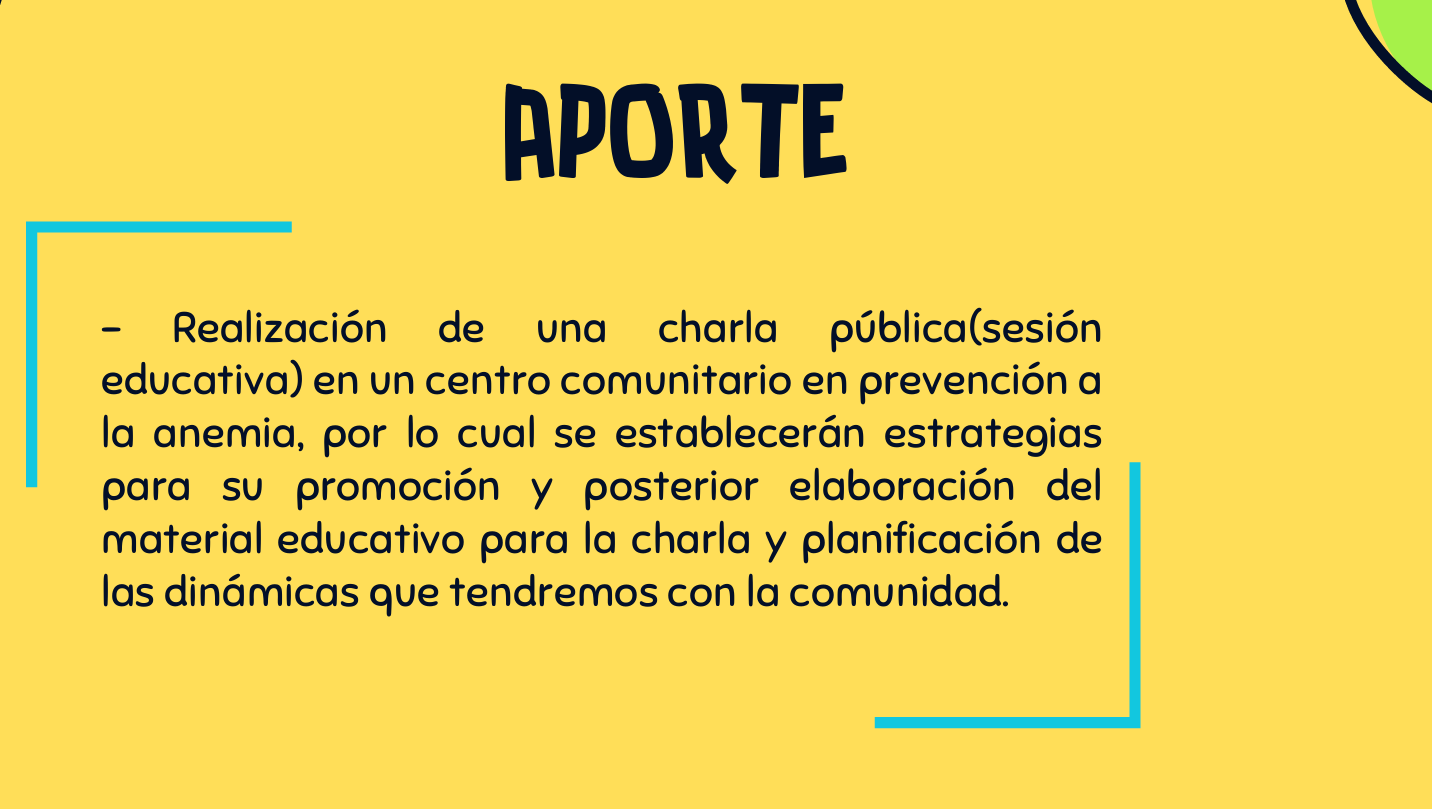 APORTE
- Realización de una charla pública(sesión
educativa) en un centro comunitario en prevención a
la anemia, por lo cual se establecerán estrategias
para su promoción y posterior elaboración del
material educativo para la charla y planificación de
las dinámicas que tendremos con la comunidad.